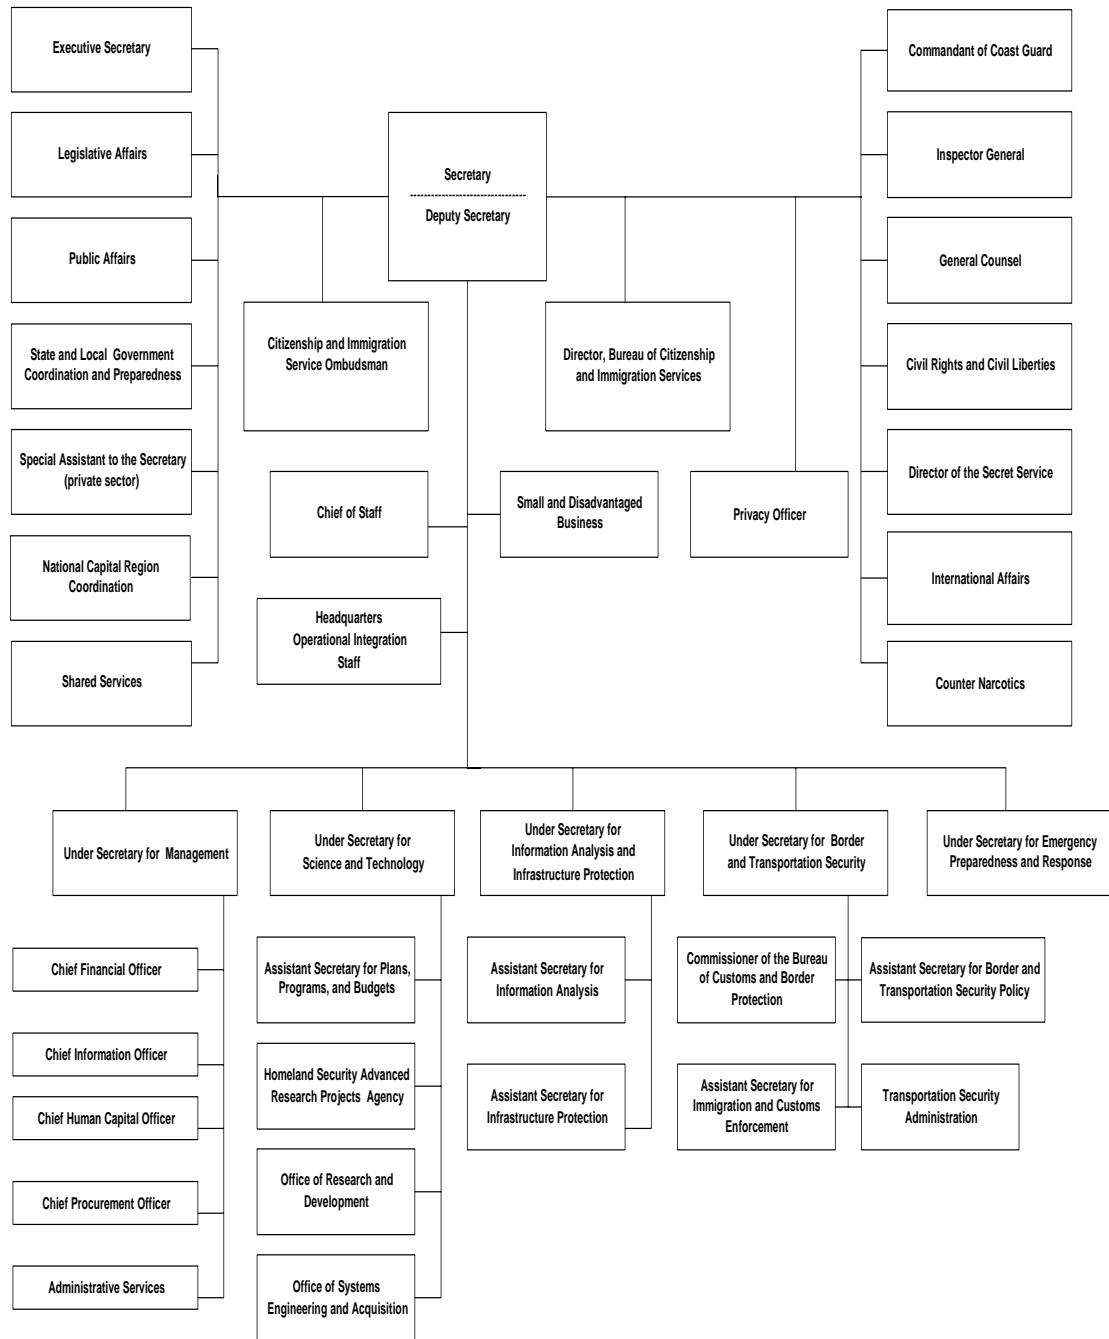 Executive Secretary
Legislative Affairs
Public Affairs
State and Local Government
Coordination and Preparedness
Special Assistant to the Secretary
(private sector)
National Capital Region
Coordination
Shared Services
Secretary
--------------------------------
Deputy Secretary
Citizenship and Immigration
Service Ombudsman
Director, Bureau of Citizenship
and Immigration Services
Chief of Staff
Small and Disadvantaged
Business
Privacy Officer
Headquarters
Operational Integration
Staff
Commandant of Coast Guard
Inspector General
General Counsel
Civil Rights and Civil Liberties
Director of the Secret Service
International Affairs
Counter Narcotics
Under Secretary for Management
Chief Financial Officer
Chief Information Officer
Chief Human Capital Officer
Chief Procurement Officer
Administrative Services
Under Secretary for
Science and Technology
Assistant Secretary for Plans,
Programs, and Budgets
Homeland Security Advanced
Research Projects Agency
Office of Research and
Development
Office of Systems
Engineering and Acquisition
Under Secretary for
Information Analysis and
Infrastructure Protection
Assistant Secretary for
Information Analysis
Assistant Secretary for
Infrastructure Protection
Under Secretary for Border
and Transportation Security
Commissioner of the Bureau
of Customs and Border
Protection
Assistant Secretary for Border and
Transportation Security Policy
Assistant Secretary for
Immigration and Customs
Enforcement
Transportation Security
Administration
Under Secretary for Emergency
Preparedness and Response